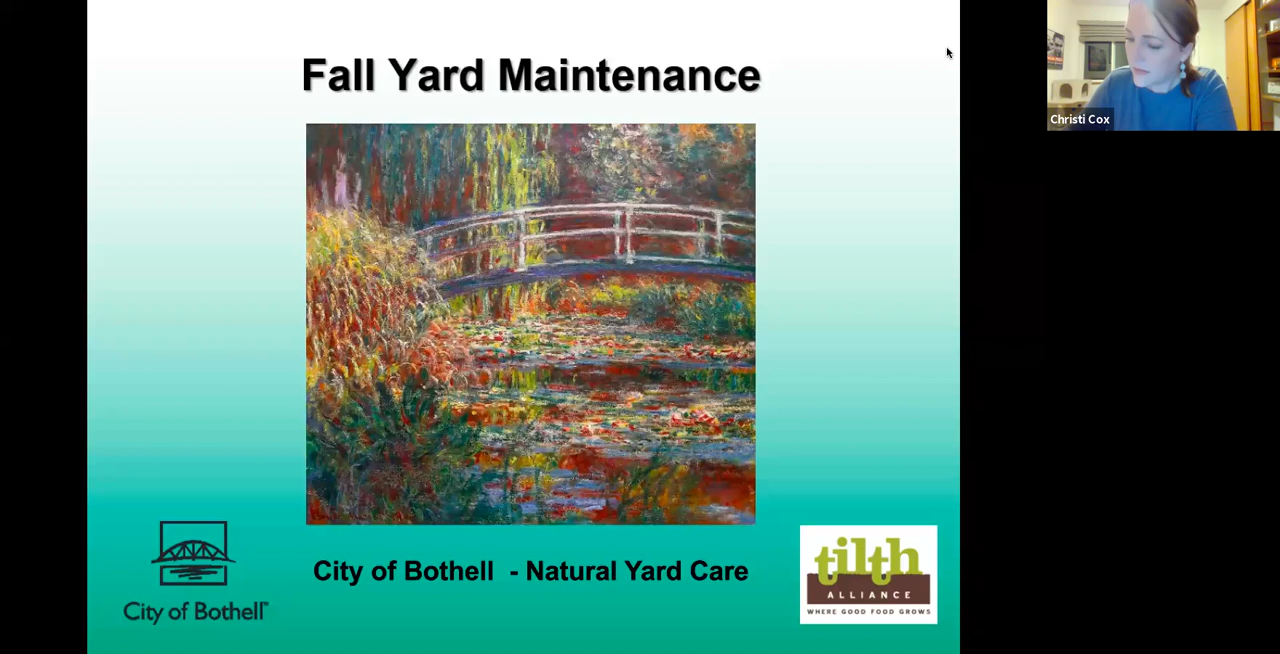 Fall Yard Maintenance
Christi Cox
City of Bothell - Natural Yard Care
City of Bothell
tilth
ALLIANCE
WHERE GOOD FOOD GROWS